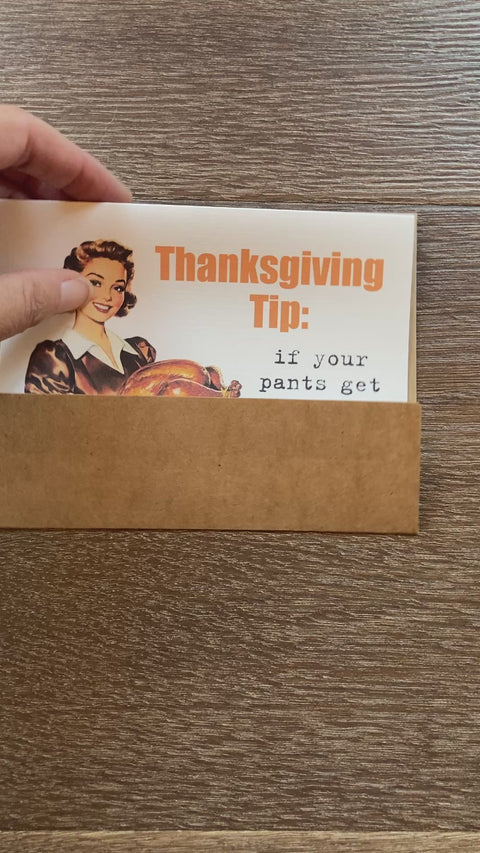 Thanksgiving
Tip:
if your
pants get